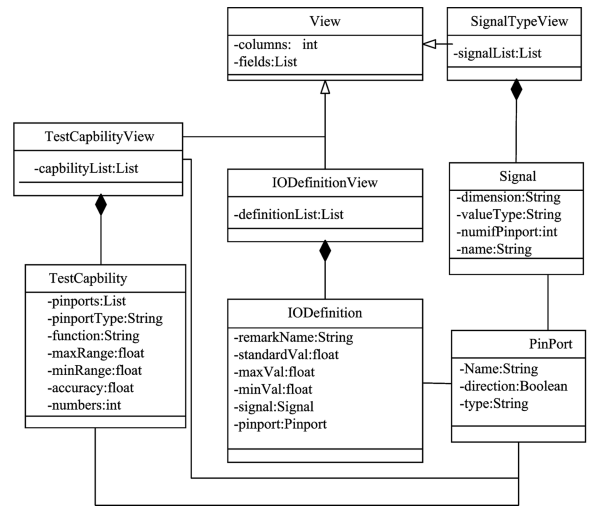 View
-columns: int
-fields:List
SignalTypeView
-signalList:List
TestCapbilityView
-capbilityList:List
IODefinitionView
-definitionList:List
Signal
-dimension:String
-valueType:String
-numifPinport:int
-name:String
TestCapbility
-pinports:List
-pinportType:String
-function:String
-maxRange:float
-minRange:float
-accuracy:float
-numbers:int
IODefinition
-remarkName:String
-standardVal:float
-maxVal:float
-minVal:float
-signal:Signal
-pinport:Pinport
PinPort
-Name:String
-direction:Boolean
-type:String